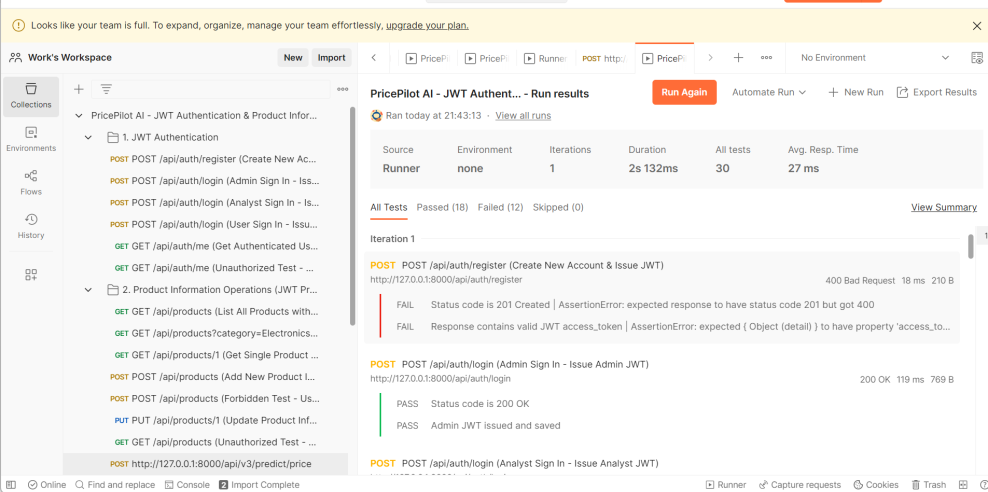 Looks like your team is full. To expand, organize, manage your team effortlessly, upgrade your plan.
Work's Workspace
New Import
PricePi
PricePi
Runner
POST http:/
PricePi
No Environment
Collections
Environments
Flows
History
PricePilot AI - JWT Authentication & Product Infor...
1. JWT Authentication
POST POST /api/auth/register (Create New Ac...
POST POST /api/auth/login (Admin Sign In - Iss...
POST POST /api/auth/login (Analyst Sign In - Is...
POST POST /api/auth/login (User Sign In - Issu...
GET GET /api/auth/me (Get Authenticated Us...
GET GET /api/auth/me (Unauthorized Test - ...
2. Product Information Operations (JWT Pr...
GET GET /api/products (List All Products with...
GET GET /api/products?category=Electronics...
GET GET /api/products/1 (Get Single Product ...
POST POST /api/products (Add New Product I...
POST POST /api/products (Forbidden Test - Us...
PUT PUT /api/products/1 (Update Product Inf...
GET GET /api/products (Unauthorized Test - ...
POST http://127.0.0.1:8000/api/v3/predict/price
PricePilot AI - JWT Authent... - Run results
Run Again
Automate Run
New Run
Export Results
Ran today at 21:43:13 · View all runs
Source Environment Iterations Duration All tests Avg. Resp. Time
Runner none 1 2s 132ms 30 27 ms
All Tests Passed (18) Failed (12) Skipped (0) View Summary
Iteration 1
1
POST POST /api/auth/register (Create New Account & Issue JWT)
http://127.0.0.1:8000/api/auth/register 400 Bad Request 18 ms 210 B
FAIL Status code is 201 Created | AssertionError: expected response to have status code 201 but got 400
FAIL Response contains valid JWT access_token | AssertionError: expected { Object (detail) } to have property 'access_to...
POST POST /api/auth/login (Admin Sign In - Issue Admin JWT)
http://127.0.0.1:8000/api/auth/login 200 OK 119 ms 769 B
PASS Status code is 200 OK
PASS Admin JWT issued and saved
POST POST /api/auth/login (Analyst Sign In - Issue Analyst JWT)
Online Find and replace Console 2 Import Complete
Runner Capture requests Cookies Trash